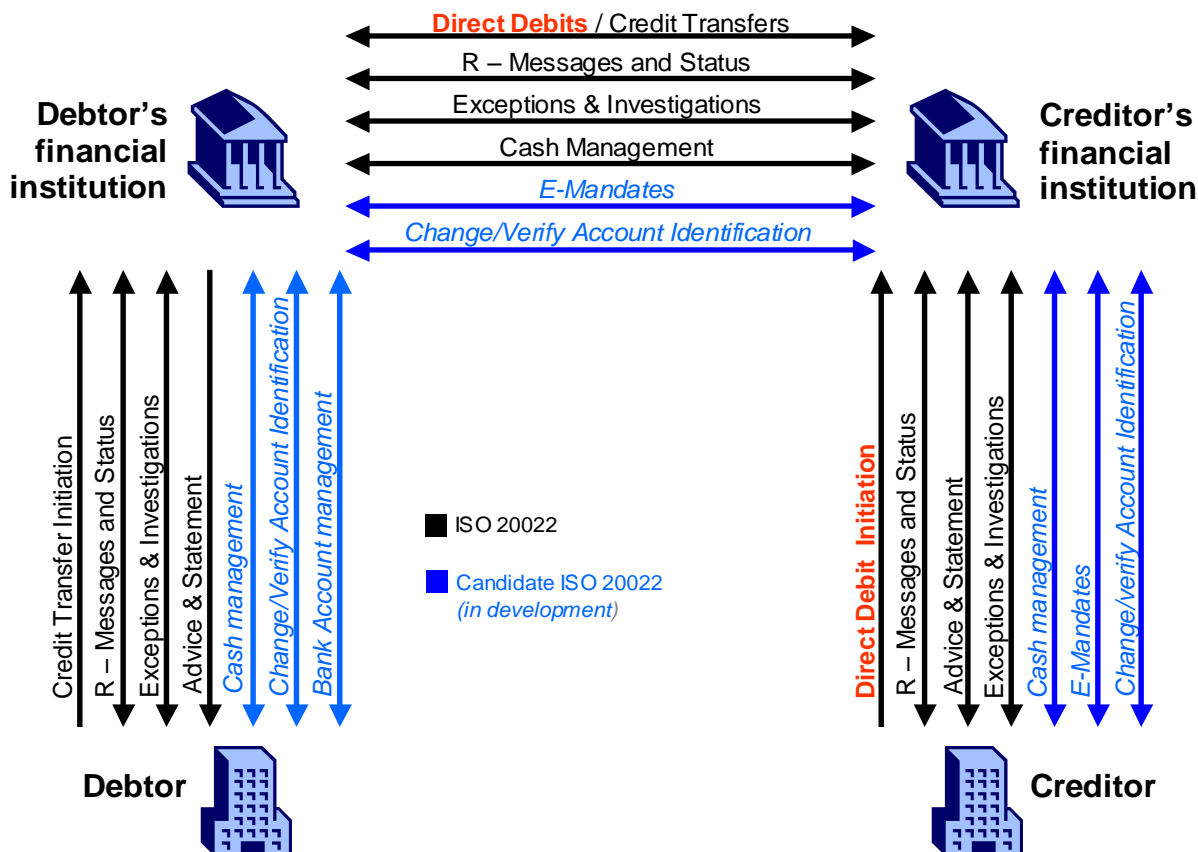 Direct Debits / Credit Transfers
R – Messages and Status
Exceptions & Investigations
Cash Management
E-Mandates
Change/Verify Account Identification
Debtor’s
financial
institution
Creditor’s
financial
institution
Credit Transfer Initiation
R – Messages and Status
Exceptions & Investigations
Advice & Statement
Cash management
Change/Verify Account Identification
Bank Account management
ISO 20022
Candidate ISO 20022
(in development)
Direct Debit Initiation
R – Messages and Status
Advice & Statement
Exceptions & Investigations
Cash management
E-Mandates
Change/verify Account Identification
Debtor
Creditor